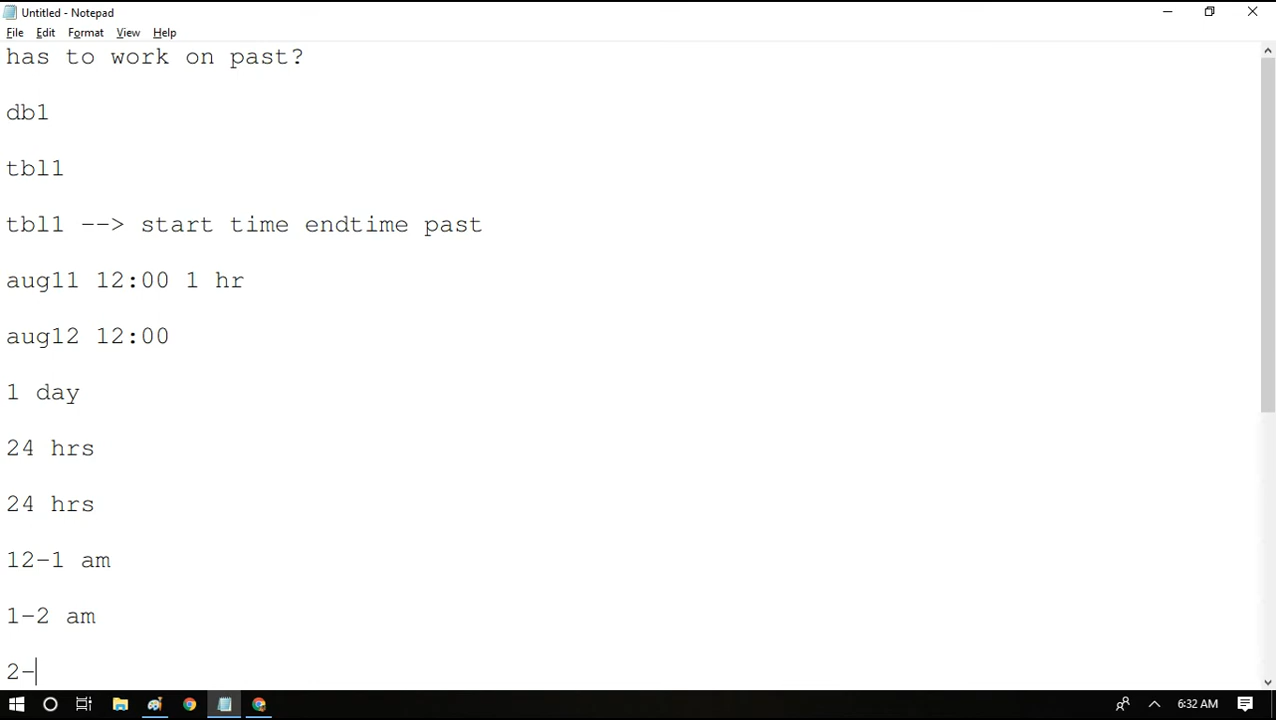 Untitled - Notepad
File Edit Format View Help
has to work on past?
db1
tbl1
tbl1 --> start time endtime past
aug11 12:00 1 hr
aug12 12:00
1 day
24 hrs
24 hrs
12-1 am
1-2 am
2-
6:32 AM